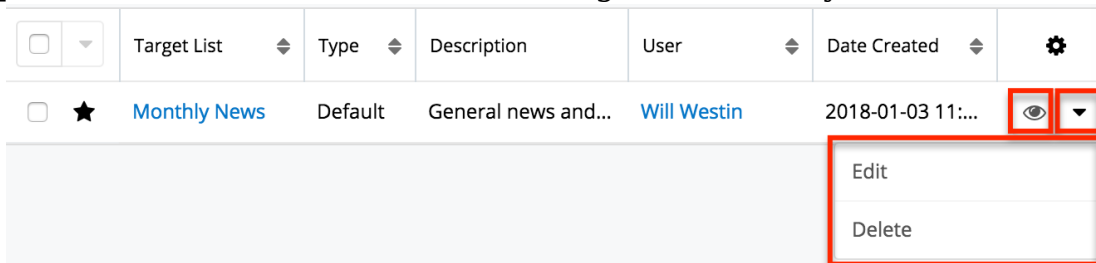 Target List Type Description User Date Created
Monthly News Default General news and... Will Westin 2018-01-03 11:...
Edit
Delete